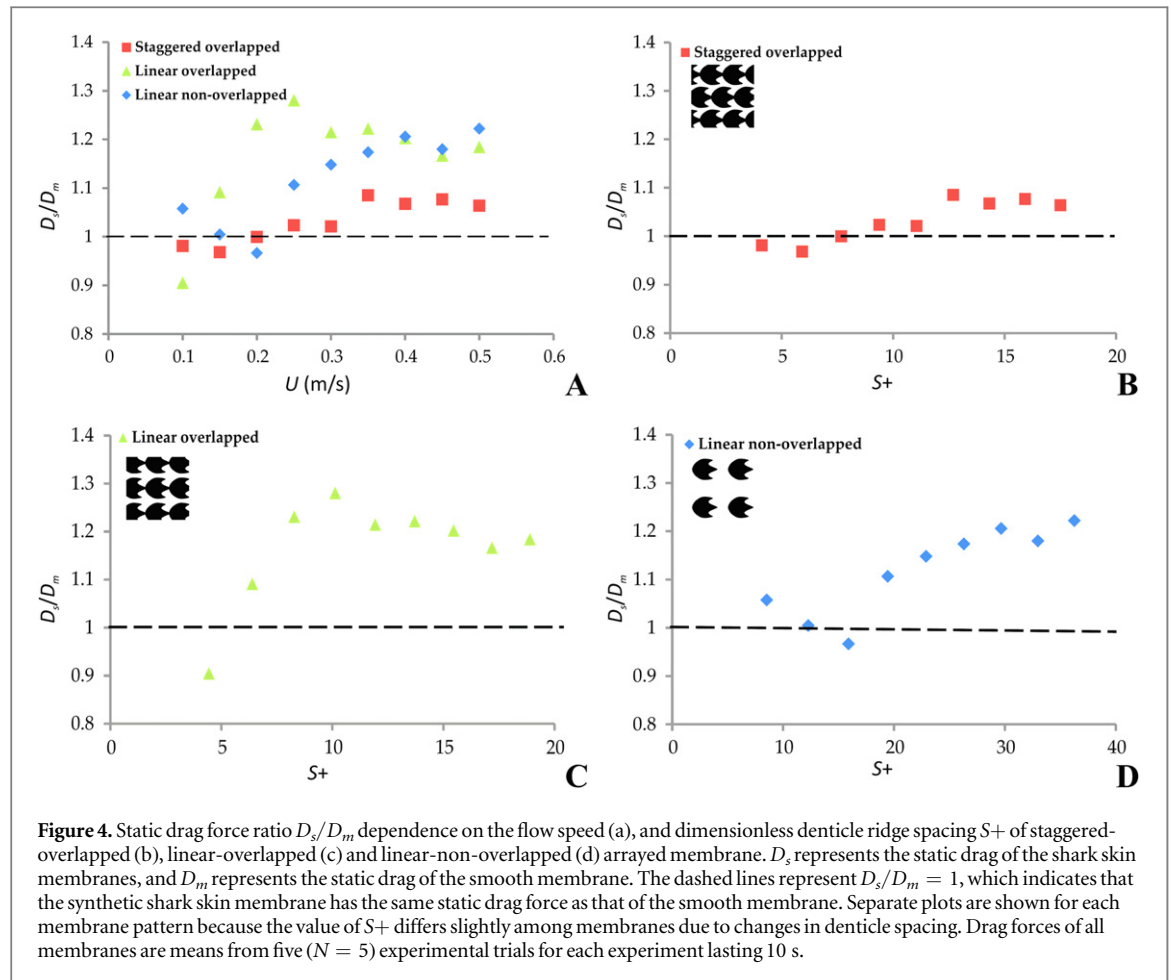 1.4
1.3
1.2
1.1
1
0.9
0.8
Dₛ/Dₘ
Staggered overlapped
Linear overlapped
Linear non-overlapped
0 0.1 0.2 0.3 0.4 0.5 0.6
U (m/s)
A
1.4
1.3
1.2
1.1
1
0.9
0.8
Dₛ/Dₘ
Staggered overlapped
0 5 10 15 20
S+
B
1.4
1.3
1.2
1.1
1
0.9
0.8
Dₛ/Dₘ
Linear overlapped
0 5 10 15 20
S+
C
1.4
1.3
1.2
1.1
1
0.9
0.8
Dₛ/Dₘ
Linear non-overlapped
0 10 20 30 40
S+
D
Figure 4. Static drag force ratio Dₛ/Dₘ dependence on the flow speed (a), and dimensionless denticle ridge spacing S+ of staggered-
overlapped (b), linear-overlapped (c) and linear-non-overlapped (d) arrayed membrane. Dₛ represents the static drag of the shark skin
membranes, and Dₘ represents the static drag of the smooth membrane. The dashed lines represent Dₛ/Dₘ = 1, which indicates that
the synthetic shark skin membrane has the same static drag force as that of the smooth membrane. Separate plots are shown for each
membrane pattern because the value of S+ differs slightly among membranes due to changes in denticle spacing. Drag forces of all
membranes are means from five (N = 5) experimental trials for each experiment lasting 10 s.